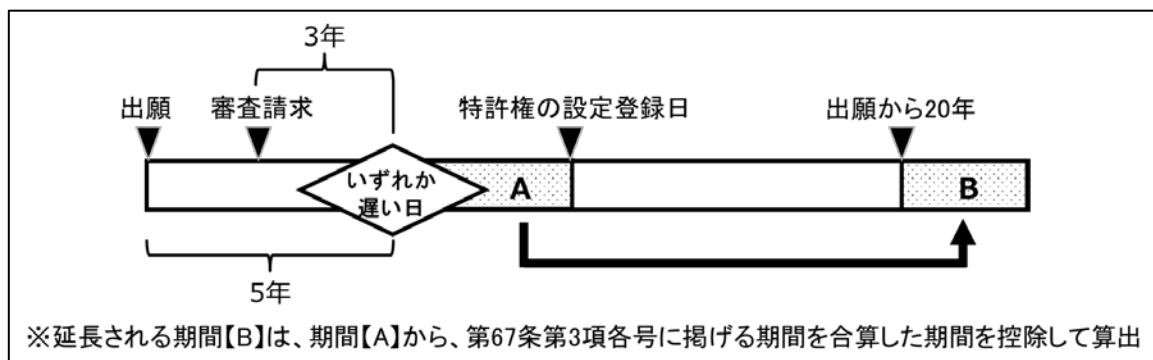 3年
出願
審査請求
特許権の設定登録日
出願から20年
いずれか
遅い日
A
B
5年
※延長される期間【B】は、期間【A】から、第67条第3項各号に掲げる期間を合算した期間を控除して算出